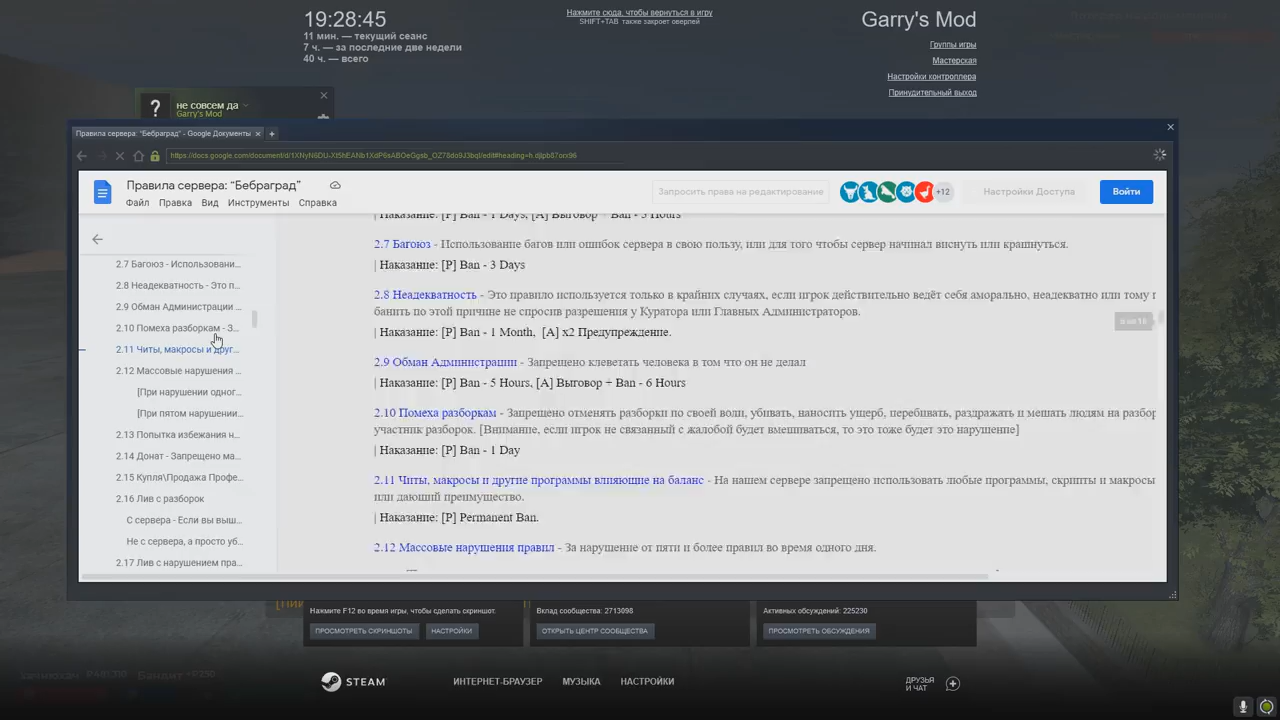 19:28:45
11 мин. — текущий сеанс
7 ч. — за последние две недели
40 ч. — всего
Нажмите сюда, чтобы вернуться в игру
SHIFT+TAB также закроет оверлей
Garry's Mod
Группы игры
Мастерская
Настройки контроллера
Принудительный выход
? не совсем да
Garry's Mod
Правила сервера: "Бебраград" - Google Документы
Правила сервера: “Бебраград”
Файл Правка Вид Инструменты Справка
Запросить права на редактирование
+12
Настройки Доступа
Войти
2.7 Багоюз - Использовани...
2.8 Неадекватность - Это п...
2.9 Обман Администрации ...
2.10 Помеха разборкам - З...
2.11 Читы, макросы и друг...
2.12 Массовые нарушения ...
[При нарушении одног...
[При пятом нарушении...
2.13 Попытка избежания н...
2.14 Донат - Запрещено ма...
2.15 Купля\Продажа Профе...
2.16 Лив с разборок
С сервера - Если вы выш...
Не с сервера, а просто уб...
2.17 Лив с нарушением пра...
| Наказание: [P] Ban - 1 Days, [A] Выговор + Ban - 5 Hours
2.7 Багоюз - Использование багов или ошибок сервера в свою пользу, или для того чтобы сервер начинал виснуть или крашнуться.
| Наказание: [P] Ban - 3 Days
2.8 Неадекватность - Это правило используется только в крайних случаях, если игрок действительно ведёт себя аморально, неадекватно или тому п
банить по этой причине не спросив разрешения у Куратора или Главных Администраторов.
| Наказание: [P] Ban - 1 Month, [A] x2 Предупреждение.
2.9 Обман Администрации - Запрещено клеветать человека в том что он не делал
| Наказание: [P] Ban - 5 Hours, [A] Выговор + Ban - 6 Hours
2.10 Помеха разборкам - Запрещено отменять разборки по своей воли, убивать, наносить ущерб, перебивать, раздражать и мешать людям на разбор
участник разборок. [Внимание, если игрок не связанный с жалобой будет вмешиваться, то это тоже будет это нарушение]
| Наказание: [P] Ban - 1 Day
2.11 Читы, макросы и другие программы влияющие на баланс - На нашем сервере запрещено использовать любые программы, скрипты и макросы
или дающий преимущество.
| Наказание: [P] Permanent Ban.
2.12 Массовые нарушения правил - За нарушение от пяти и более правил во время одного дня.
Нажмите F12 во время игры, чтобы сделать скриншот.
ПРОСМОТРЕТЬ СКРИНШОТЫ НАСТРОЙКИ
Вклад сообщества: 2713098
ОТКРЫТЬ ЦЕНТР СООБЩЕСТВА
Активных обсуждений: 225230
ПРОСМОТРЕТЬ ОБСУЖДЕНИЯ
STEAM
ИНТЕРНЕТ-БРАУЗЕР МУЗЫКА НАСТРОЙКИ
ДРУЗЬЯ
И ЧАТ